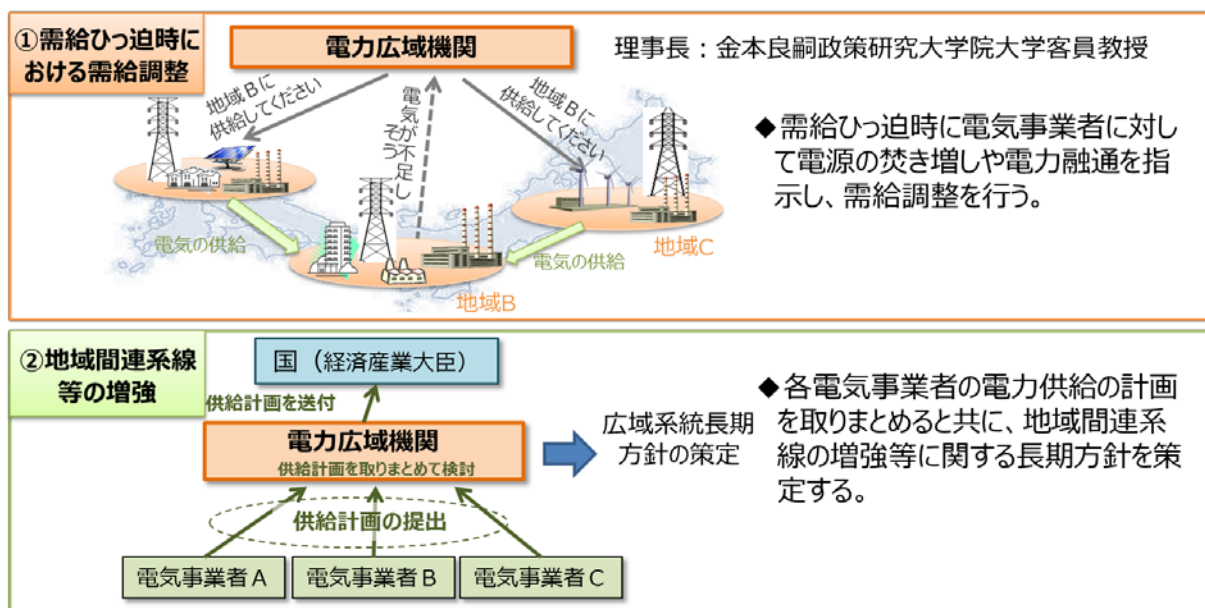 ①需給ひっ迫時に
おける需給調整
電力広域機関
理事長：金本良嗣政策研究大学院大学客員教授
地域Bに
供給してください
電気が不足し
そう
地域Bに
供給してください
電気の供給
電気の供給
地域B
地域C
◆需給ひっ迫時に電気事業者に対し
て電源の焚き増しや電力融通を指
示し、需給調整を行う。
②地域間連系線
等の増強
国（経済産業大臣）
供給計画を送付
電力広域機関
供給計画を取りまとめて検討
供給計画の提出
電気事業者A
電気事業者B
電気事業者C
広域系統長期
方針の策定
◆各電気事業者の電力供給の計画
を取りまとめると共に、地域間連系
線の増強等に関する長期方針を策
定する。